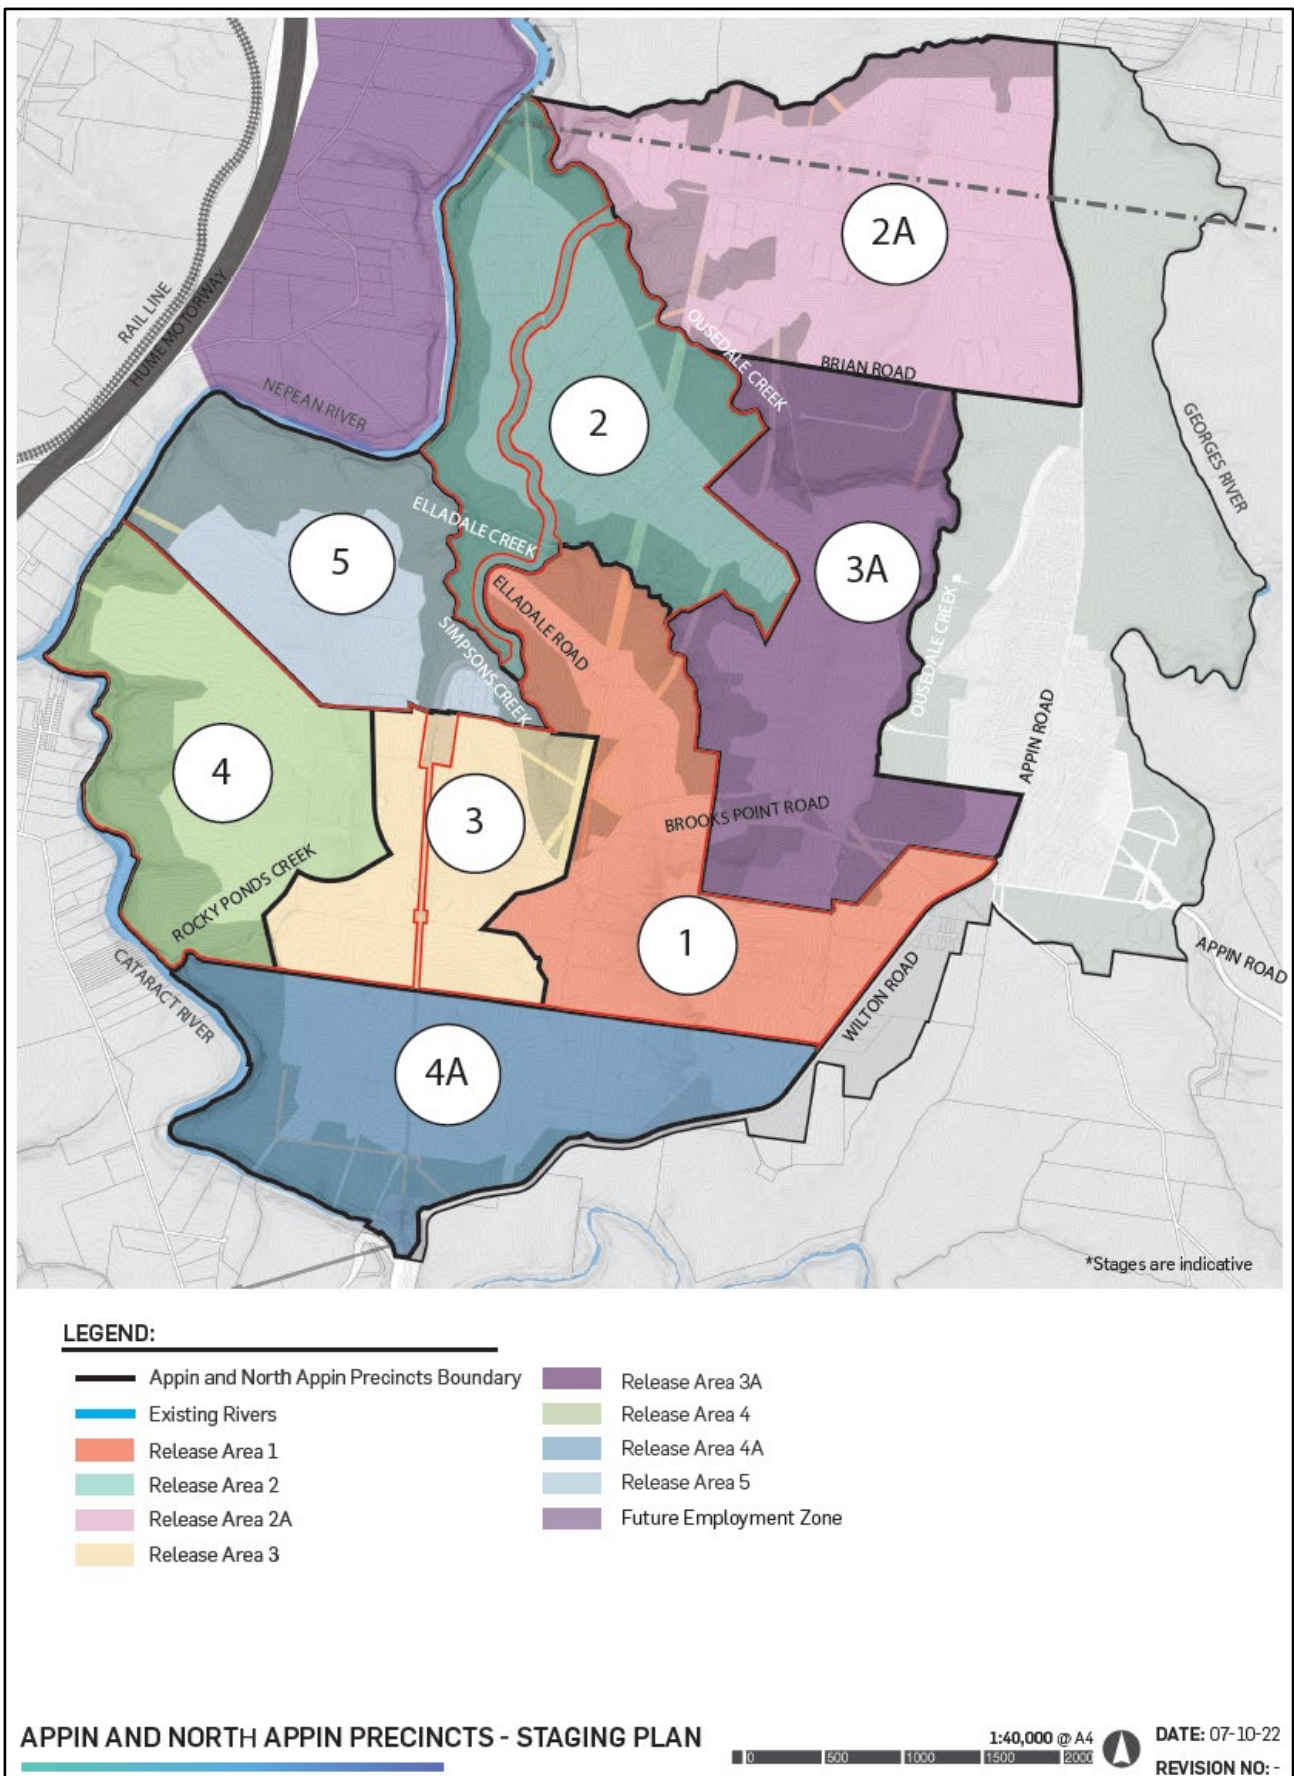 2A
RAIL LINE
HUME MOTORWAY
OUSEDALE CREEK
BRIAN ROAD
NEPEAN RIVER
2
GEORGES RIVER
ELLADALE CREEK
5
3A
ELLADALE ROAD
OUSEDALE CREEK
SIMPSONS CREEK
APPIN ROAD
4
3
BROOKS POINT ROAD
ROCKY PONDS CREEK
1
APPIN ROAD
CATARACT RIVER
WILTON ROAD
4A
*Stages are indicative
LEGEND:
Appin and North Appin Precincts Boundary
Existing Rivers
Release Area 1
Release Area 2
Release Area 2A
Release Area 3
Release Area 3A
Release Area 4
Release Area 4A
Release Area 5
Future Employment Zone
APPIN AND NORTH APPIN PRECINCTS - STAGING PLAN
1:40,000 @ A4
0 500 1000 1500 2000
DATE: 07-10-22
REVISION NO: -